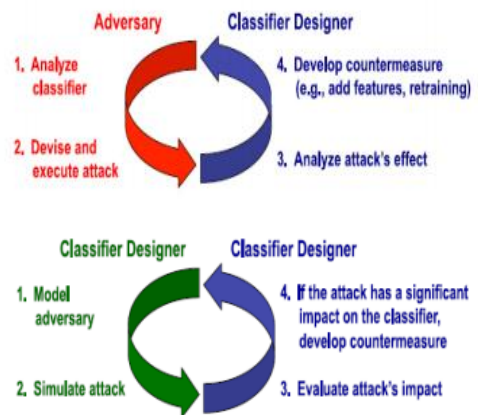 Adversary
Classifier Designer
1. Analyze
classifier
2. Devise and
execute attack
4. Develop countermeasure
(e.g., add features, retraining)
3. Analyze attack's effect
Classifier Designer
Classifier Designer
1. Model
adversary
2. Simulate attack
4. If the attack has a significant
impact on the classifier,
develop countermeasure
3. Evaluate attack's impact